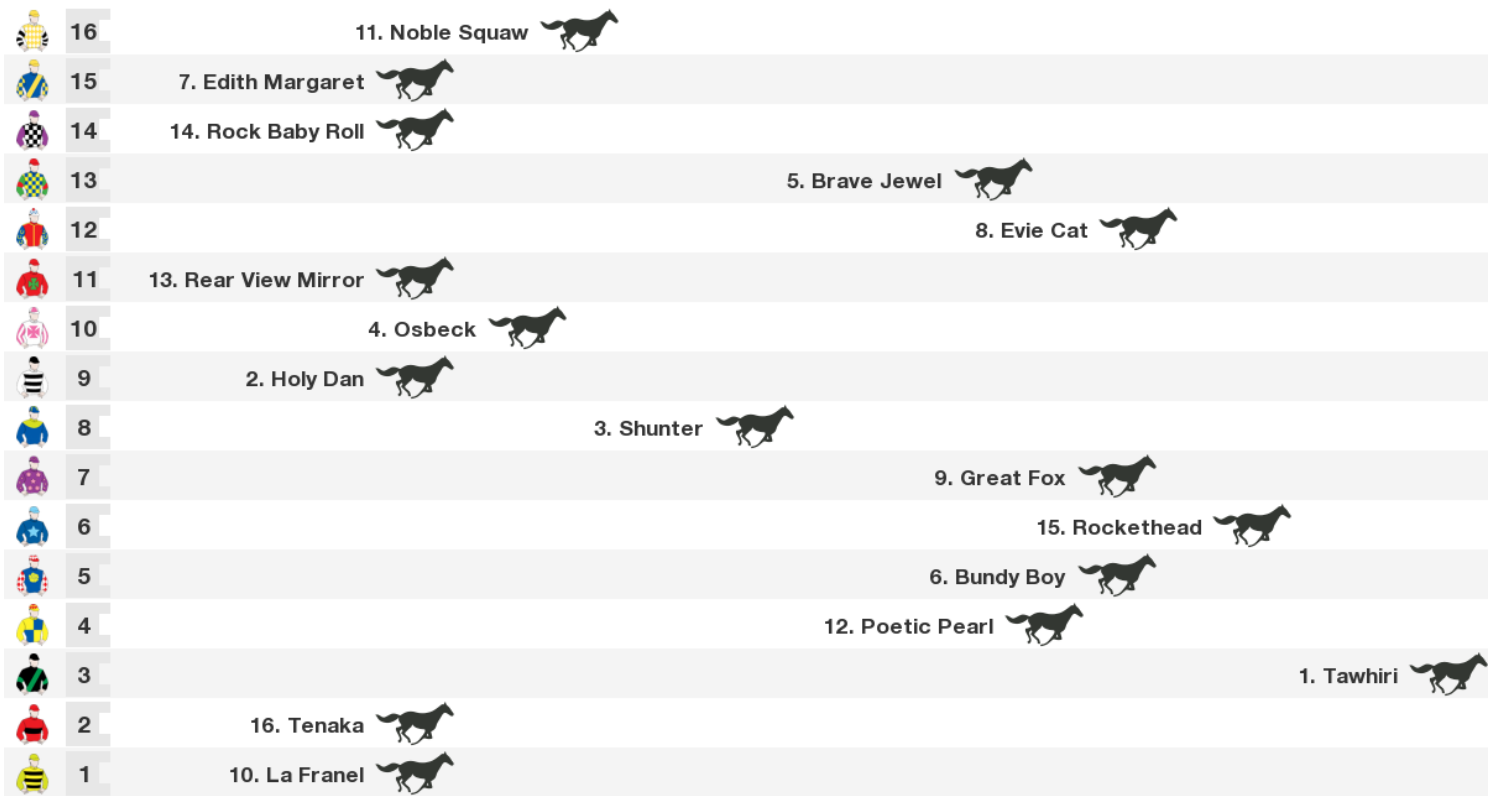 16 11. Noble Squaw
15 7. Edith Margaret
14 14. Rock Baby Roll
13 5. Brave Jewel
12 8. Evie Cat
11 13. Rear View Mirror
10 4. Osbeck
9 2. Holy Dan
8 3. Shunter
7 9. Great Fox
6 15. Rockethead
5 6. Bundy Boy
4 12. Poetic Pearl
3 1. Tawhiri
2 16. Tenaka
1 10. La Franel